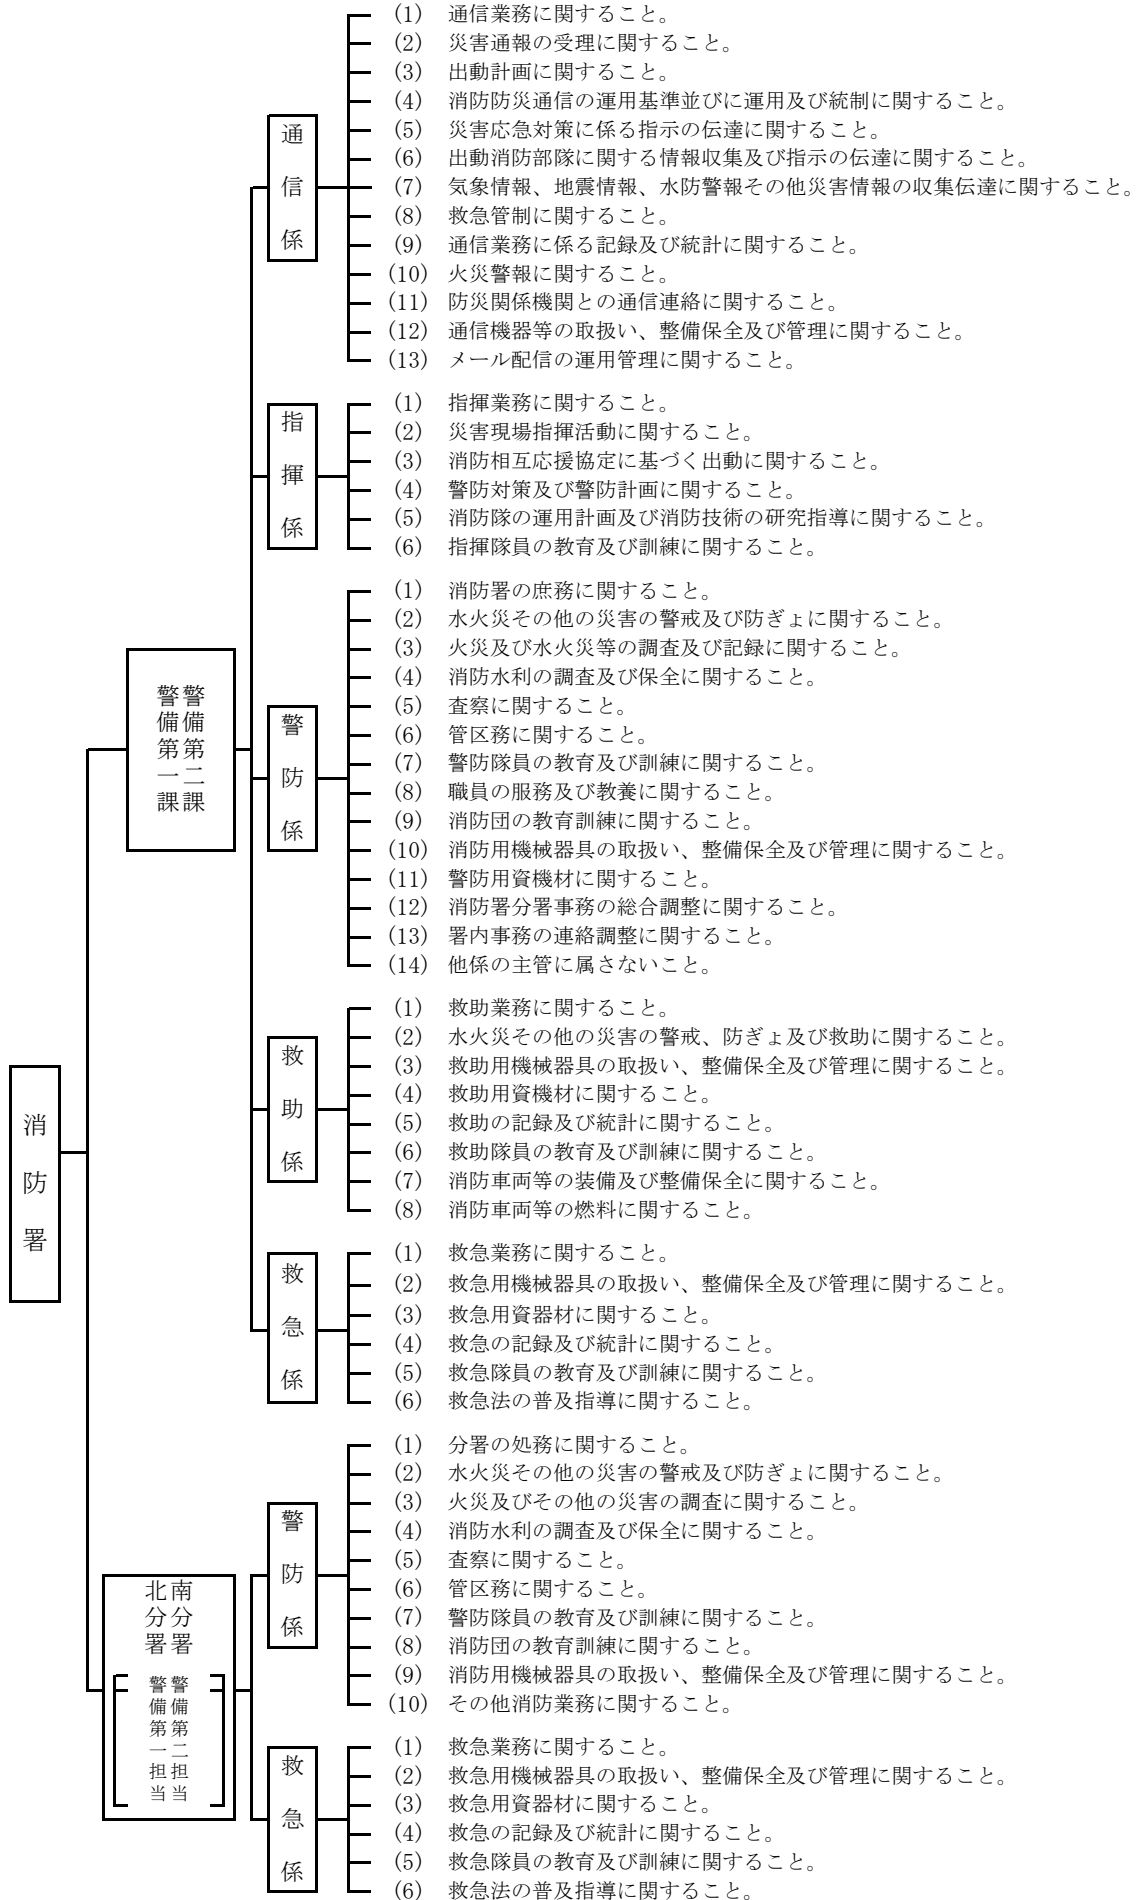 消防署
警備第一課
警備第二課
通信係
(1) 通信業務に関すること。
(2) 災害通報の受理に関すること。
(3) 出動計画に関すること。
(4) 消防防災通信の運用基準並びに運用及び統制に関すること。
(5) 災害応急対策に係る指示の伝達に関すること。
(6) 出動消防部隊に関する情報収集及び指示の伝達に関すること。
(7) 気象情報、地震情報、水防警報その他災害情報の収集伝達に関すること。
(8) 救急管制に関すること。
(9) 通信業務に係る記録及び統計に関すること。
(10) 火災警報に関すること。
(11) 防災関係機関との通信連絡に関すること。
(12) 通信機器等の取扱い、整備保全及び管理に関すること。
(13) メール配信の運用管理に関すること。
指揮係
(1) 指揮業務に関すること。
(2) 災害現場指揮活動に関すること。
(3) 消防相互応援協定に基づく出動に関すること。
(4) 警防対策及び警防計画に関すること。
(5) 消防隊の運用計画及び消防技術の研究指導に関すること。
(6) 指揮隊員の教育及び訓練に関すること。
警防係
(1) 消防署の庶務に関すること。
(2) 水火災その他の災害の警戒及び防ぎょに関すること。
(3) 火災及び水火災等の調査及び記録に関すること。
(4) 消防水利の調査及び保全に関すること。
(5) 査察に関すること。
(6) 管区務に関すること。
(7) 警防隊員の教育及び訓練に関すること。
(8) 職員の服務及び教養に関すること。
(9) 消防団の教育訓練に関すること。
(10) 消防用機械器具の取扱い、整備保全及び管理に関すること。
(11) 警防用資機材に関すること。
(12) 消防署分署事務の総合調整に関すること。
(13) 署内事務の連絡調整に関すること。
(14) 他係の主管に属さないこと。
救助係
(1) 救助業務に関すること。
(2) 水火災その他の災害の警戒、防ぎょ及び救助に関すること。
(3) 救助用機械器具の取扱い、整備保全及び管理に関すること。
(4) 救助用資機材に関すること。
(5) 救助の記録及び統計に関すること。
(6) 救助隊員の教育及び訓練に関すること。
(7) 消防車両等の装備及び整備保全に関すること。
(8) 消防車両等の燃料に関すること。
救急係
(1) 救急業務に関すること。
(2) 救急用機械器具の取扱い、整備保全及び管理に関すること。
(3) 救急用資器材に関すること。
(4) 救急の記録及び統計に関すること。
(5) 救急隊員の教育及び訓練に関すること。
(6) 救急法の普及指導に関すること。
北分署
南分署
警備第一担当
警備第二担当
警防係
(1) 分署の処務に関すること。
(2) 水火災その他の災害の警戒及び防ぎょに関すること。
(3) 火災及びその他の災害の調査に関すること。
(4) 消防水利の調査及び保全に関すること。
(5) 査察に関すること。
(6) 管区務に関すること。
(7) 警防隊員の教育及び訓練に関すること。
(8) 消防団の教育訓練に関すること。
(9) 消防用機械器具の取扱い、整備保全及び管理に関すること。
(10) その他消防業務に関すること。
救急係
(1) 救急業務に関すること。
(2) 救急用機械器具の取扱い、整備保全及び管理に関すること。
(3) 救急用資器材に関すること。
(4) 救急の記録及び統計に関すること。
(5) 救急隊員の教育及び訓練に関すること。
(6) 救急法の普及指導に関すること。